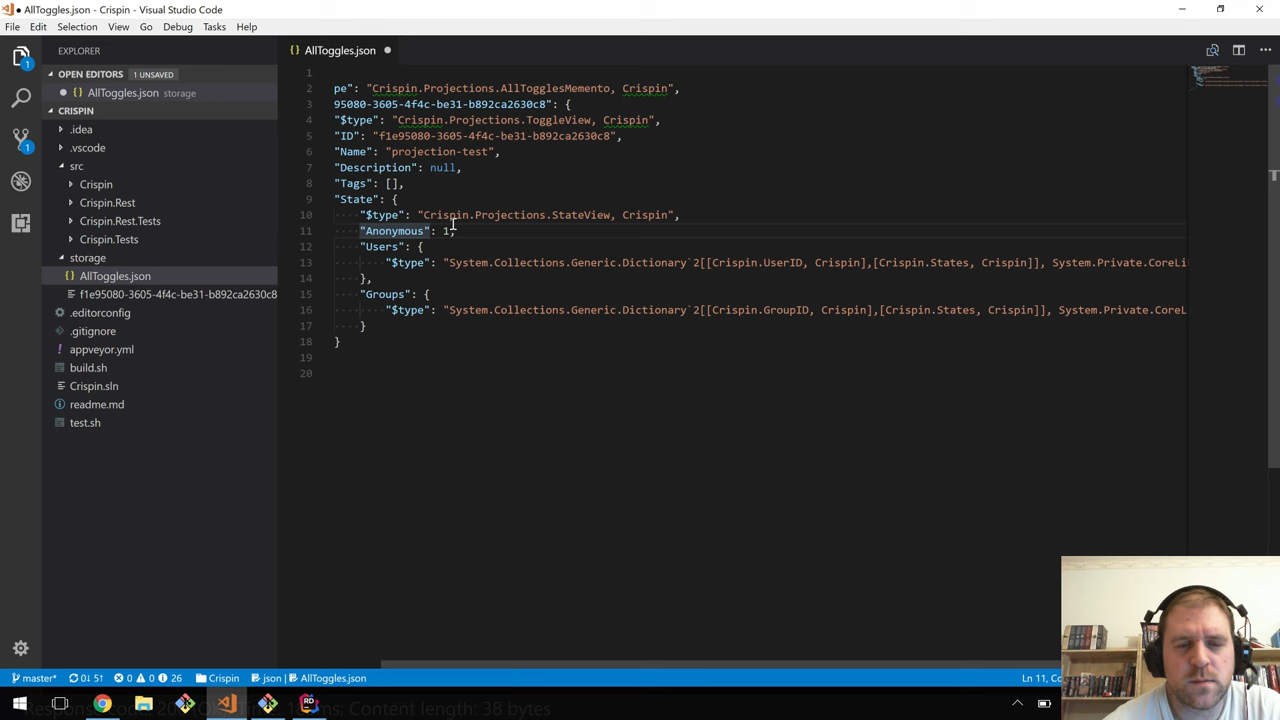 AllToggles.json - Crispin - Visual Studio Code
File Edit Selection View Go Debug Tasks Help
EXPLORER
OPEN EDITORS 1 UNSAVED
AllToggles.json storage
CRISPIN
.idea
.vscode
src
Crispin
Crispin.Rest
Crispin.Rest.Tests
Crispin.Tests
storage
AllToggles.json
f1e95080-3605-4f4c-be31-b892ca2630c8
.editorconfig
.gitignore
appveyor.yml
build.sh
Crispin.sln
readme.md
test.sh
1
1
AllToggles.json
1
2 pe": "Crispin.Projections.AllTogglesMemento, Crispin",
3 95080-3605-4f4c-be31-b892ca2630c8": {
4 "$type": "Crispin.Projections.ToggleView, Crispin",
5 "ID": "f1e95080-3605-4f4c-be31-b892ca2630c8",
6 "Name": "projection-test",
7 "Description": null,
8 "Tags": [],
9 "State": {
10 "$type": "Crispin.Projections.StateView, Crispin",
11 "Anonymous": 1,
12 "Users": {
13 "$type": "System.Collections.Generic.Dictionary`2[[Crispin.UserID, Crispin],[Crispin.States, Crispin]], System.Private.CoreLi
14 },
15 "Groups": {
16 "$type": "System.Collections.Generic.Dictionary`2[[Crispin.GroupID, Crispin],[Crispin.States, Crispin]], System.Private.CoreL
17 }
18 }
19
20
master* 0↓ 5↑ 0 0 26 Crispin json AllToggles.json Ln 11, Co
Content length: 38 bytes